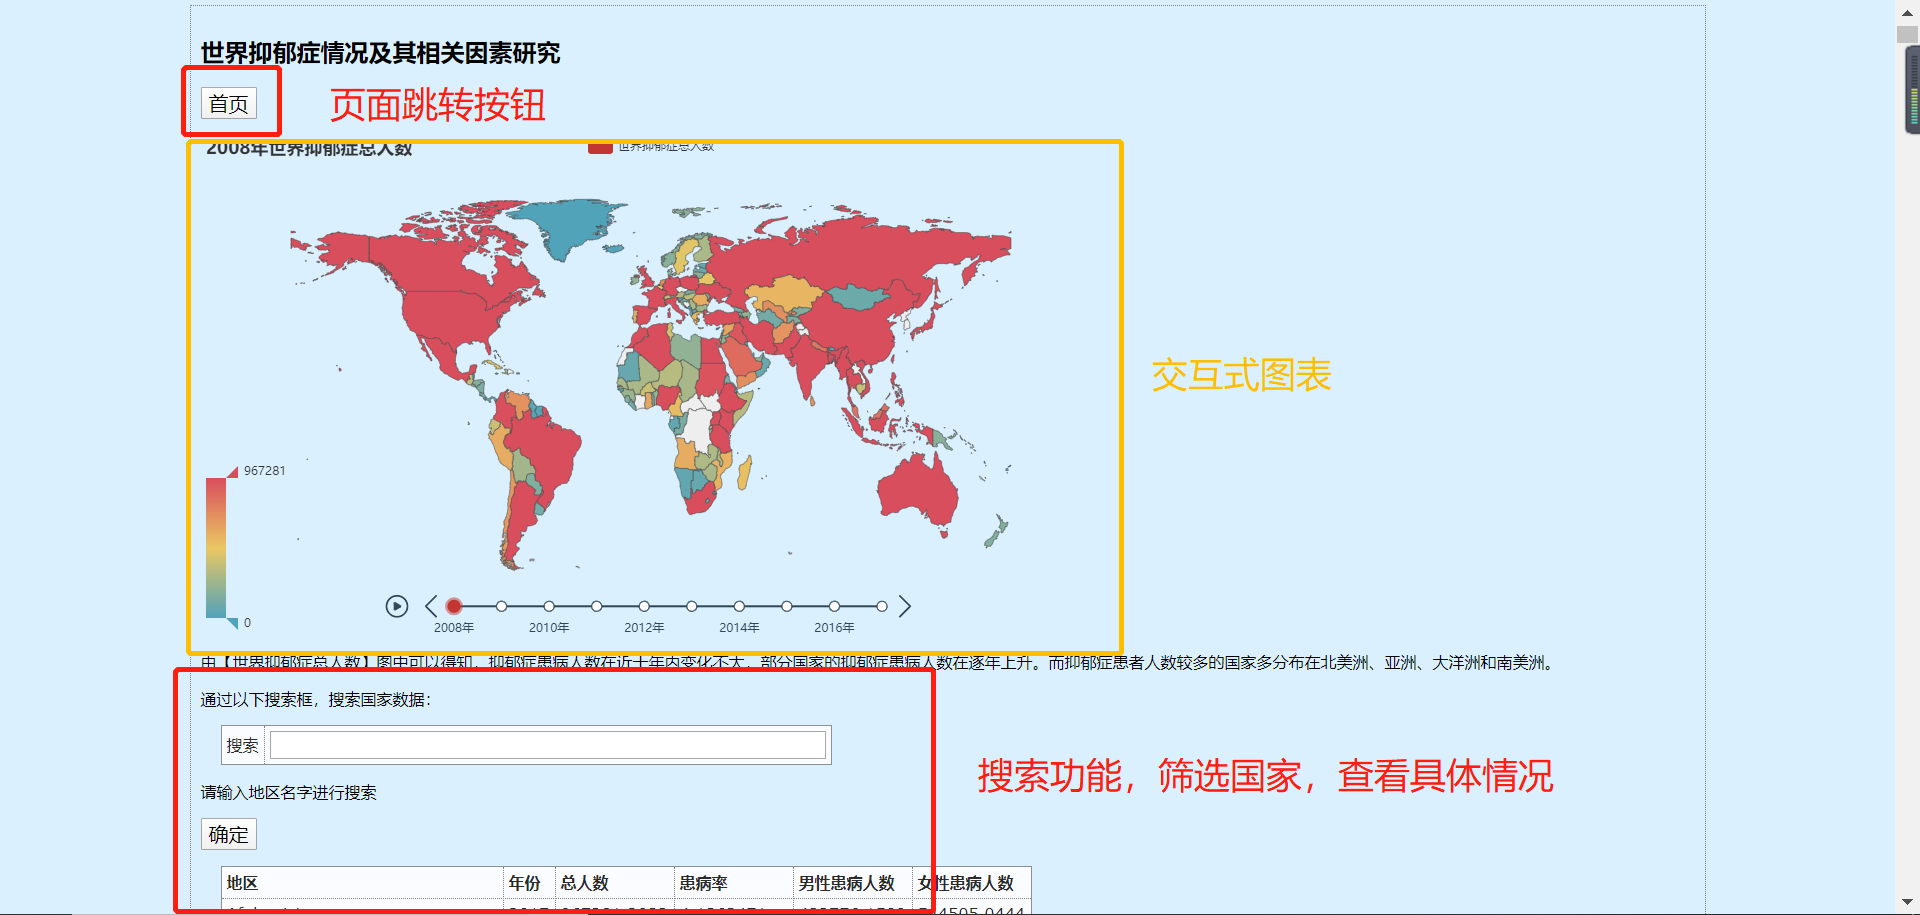 世界抑郁症情况及其相关因素研究
首页
页面跳转按钮
2008年世界抑郁症总人数
世界抑郁症总人数
交互式图表
967281
0
2008年
2010年
2012年
2014年
2016年
由【世界抑郁症总人数】图中可以得知，抑郁症患病人数在近十年内变化不大，部分国家的抑郁症患病人数在逐年上升。而抑郁症患者人数较多的国家多分布在北美洲、亚洲、大洋洲和南美洲。
通过以下搜索框，搜索国家数据：
搜索
搜索功能，筛选国家，查看具体情况
请输入地区名字进行搜索
确定
地区 年份 总人数 患病率 男性患病人数 女性患病人数